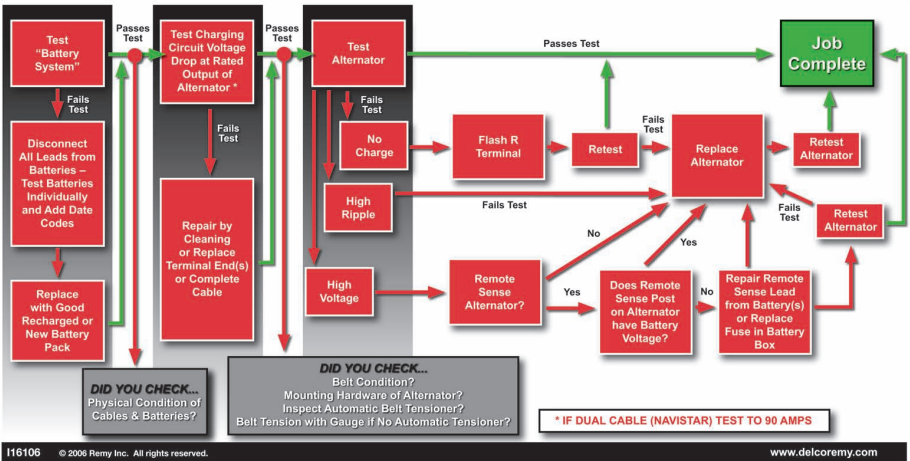 Test
“Battery
System”
Passes
Test
Fails
Test
Disconnect
All Leads from
Batteries –
Test Batteries
Individually
and Add Date
Codes
Replace
with Good
Recharged or
New Battery
Pack
Test Charging
Circuit Voltage
Drop at Rated
Output of
Alternator *
Passes
Test
Fails
Test
Repair by
Cleaning
or Replace
Terminal End(s)
or Complete
Cable
Test
Alternator
Passes Test
Job
Complete
Fails
Test
No
Charge
Flash R
Terminal
Retest
Fails
Test
Replace
Alternator
Retest
Alternator
High
Ripple
Fails Test
Fails
Test
Retest
Alternator
High
Voltage
Remote
Sense
Alternator?
No
Yes
Does Remote
Sense Post
on Alternator
have Battery
Voltage?
Yes
No
Repair Remote
Sense Lead
from Battery(s)
or Replace
Fuse in Battery
Box
DID YOU CHECK...
Physical Condition of
Cables & Batteries?
DID YOU CHECK...
Belt Condition?
Mounting Hardware of Alternator?
Inspect Automatic Belt Tensioner?
Belt Tension with Gauge if No Automatic Tensioner?
* IF DUAL CABLE (NAVISTAR) TEST TO 90 AMPS
I16106 © 2006 Remy Inc. All rights reserved. www.delcoremy.com